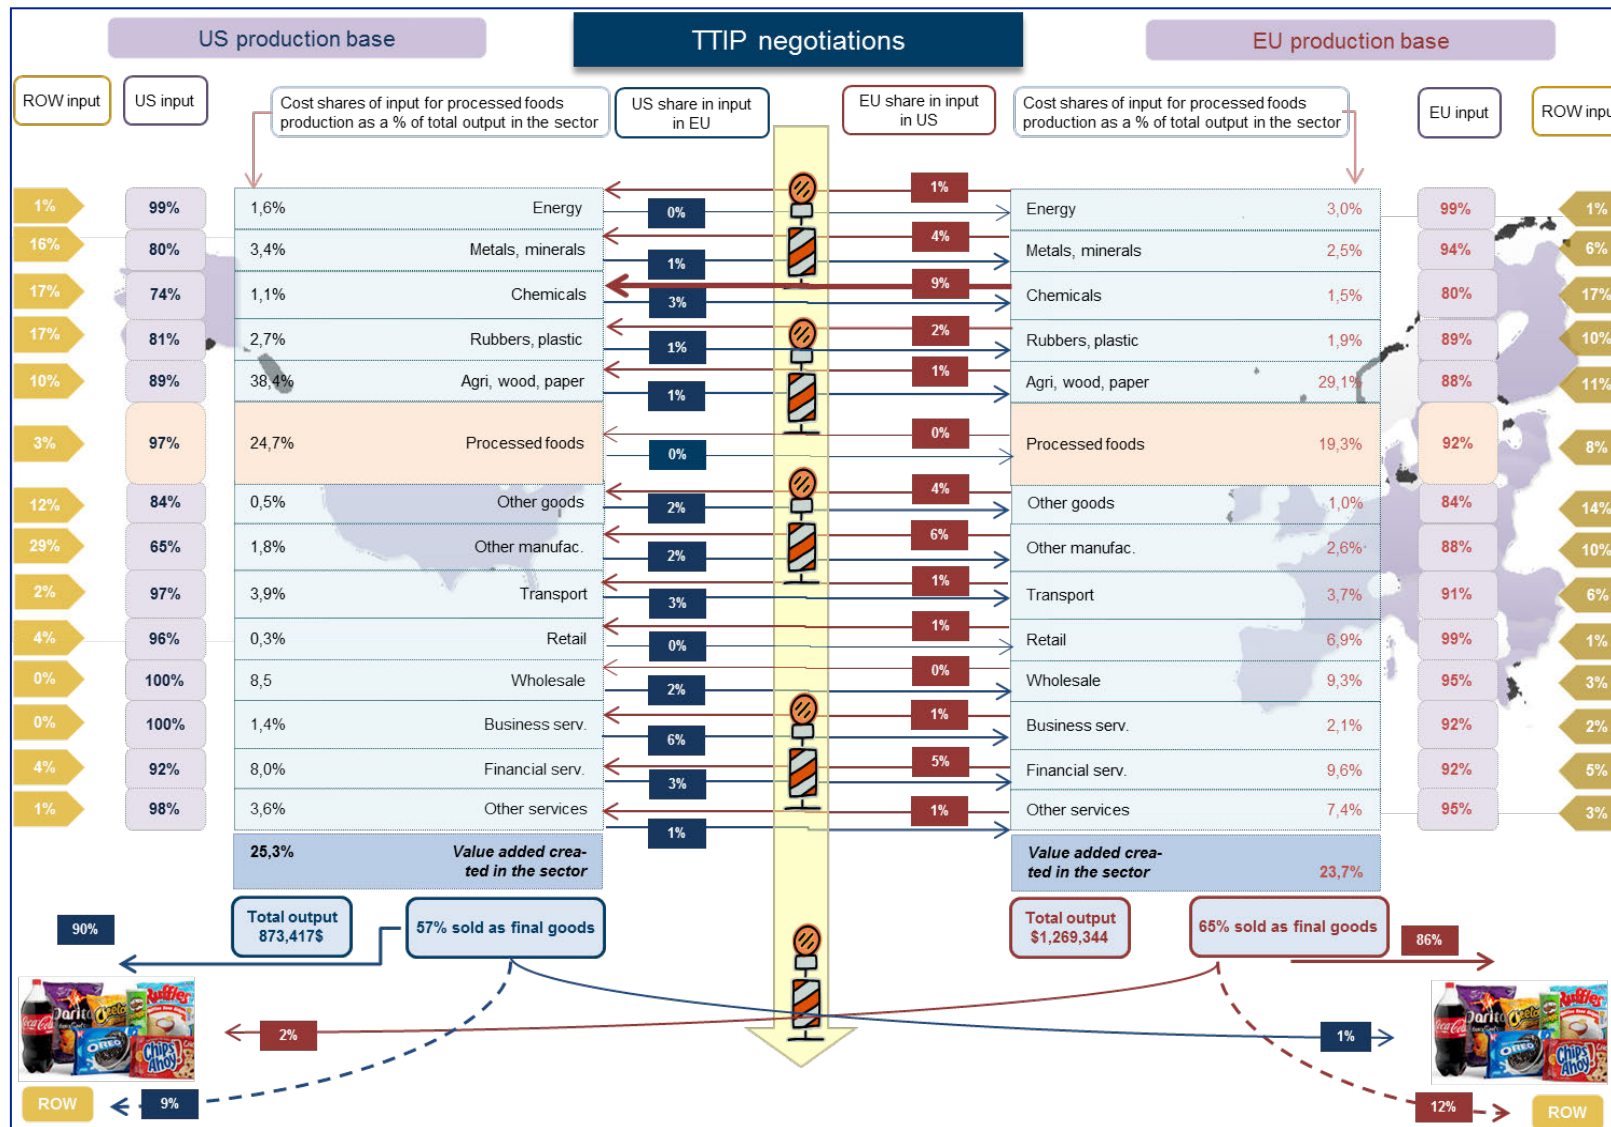 US production base
TTIP negotiations
EU production base
ROW input
US input
Cost shares of input for processed foods
production as a % of total output in the sector
US share in input
in EU
EU share in input
in US
Cost shares of input for processed foods
production as a % of total output in the sector
EU input
ROW input
1% 99% 1,6% Energy 0% 1% Energy 3,0% 99% 1%
16% 80% 3,4% Metals, minerals 1% 4% Metals, minerals 2,5% 94% 6%
17% 74% 1,1% Chemicals 3% 9% Chemicals 1,5% 80% 17%
17% 81% 2,7% Rubbers, plastic 1% 2% Rubbers, plastic 1,9% 89% 10%
10% 89% 38,4% Agri, wood, paper 1% 1% Agri, wood, paper 29,1% 88% 11%
3% 97% 24,7% Processed foods 0% 0% Processed foods 19,3% 92% 8%
12% 84% 0,5% Other goods 2% 4% Other goods 1,0% 84% 14%
29% 65% 1,8% Other manufac. 2% 6% Other manufac. 2,6% 88% 10%
2% 97% 3,9% Transport 3% 1% Transport 3,7% 91% 6%
4% 96% 0,3% Retail 0% 1% Retail 6,9% 99% 1%
0% 100% 8,5 Wholesale 2% 0% Wholesale 9,3% 95% 3%
0% 100% 1,4% Business serv. 6% 1% Business serv. 2,1% 92% 2%
4% 92% 8,0% Financial serv. 3% 5% Financial serv. 9,6% 92% 5%
1% 98% 3,6% Other services 1% 1% Other services 7,4% 95% 3%
25,3% Value added crea-
ted in the sector
Value added crea-
ted in the sector 23,7%
Total output
873,417$
57% sold as final goods
Total output
$1,269,344
65% sold as final goods
90%
86%
Coca-Cola
Ruffles
OREO
CHIPS
AHOY!
2%
1%
Coca-Cola
Ruffles
OREO
CHIPS
AHOY!
ROW
9%
12%
ROW